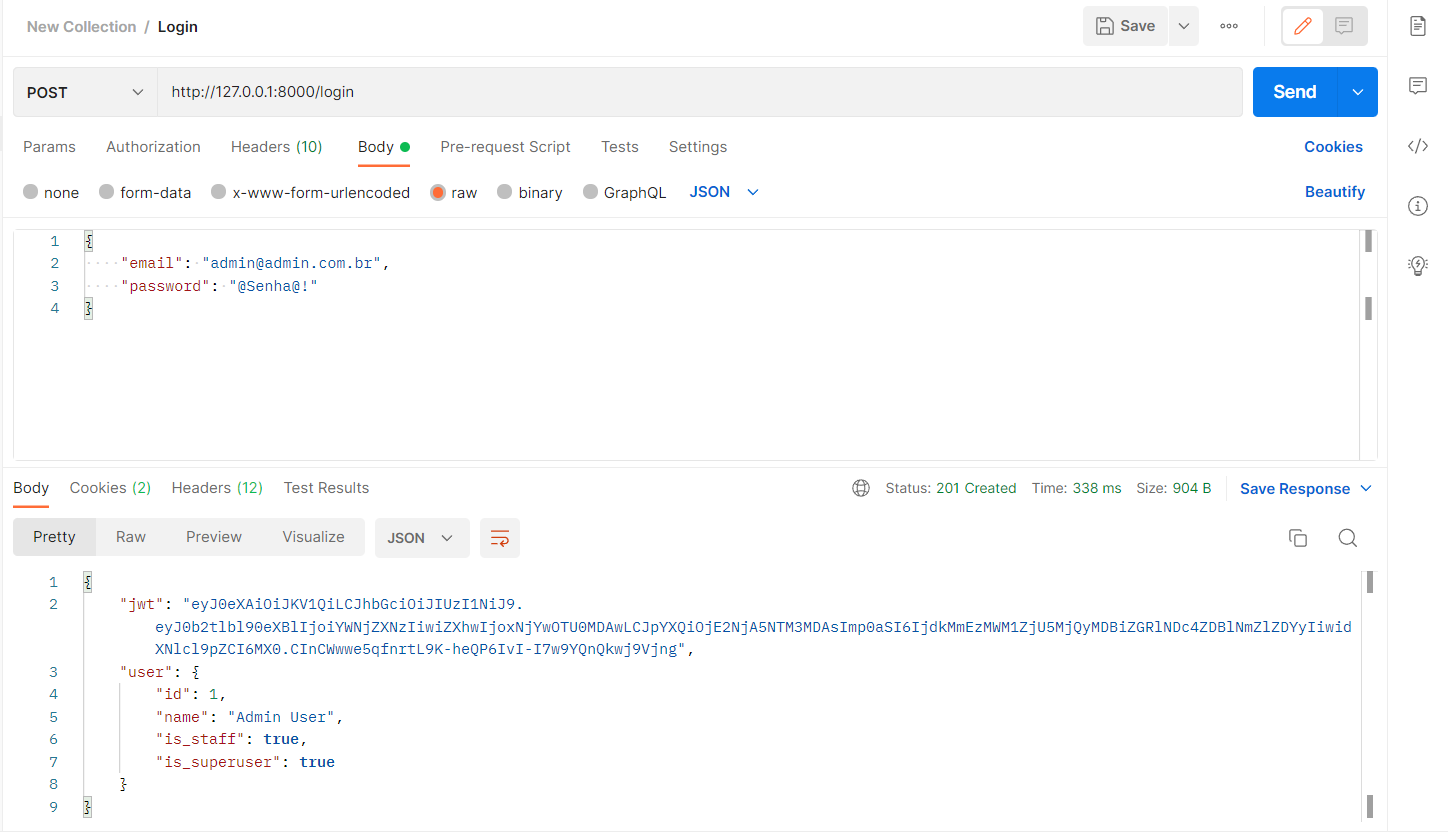 New Collection / Login
Save
POST
http://127.0.0.1:8000/login
Send
Params Authorization Headers (10) Body Pre-request Script Tests Settings Cookies
none form-data x-www-form-urlencoded raw binary GraphQL JSON Beautify
1 {
2 "email": "admin@admin.com.br",
3 "password": "@Senha@!"
4 }
Body Cookies (2) Headers (12) Test Results Status: 201 Created Time: 338 ms Size: 904 B Save Response
Pretty Raw Preview Visualize JSON
1 {
2 "jwt": "eyJ0eXAiOiJKV1QiLCJhbGciOiJIUzI1NiJ9.
eyJ0b2tlbl90eXBlIjoiYWNjZXNzIiwiZXhwIjoxNjYwOTU0MDAwLCJpYXQiOjE2NjA5NTM3MDAsImp0aSI6IjdkMmEzMWM1ZjU5MjQyMDBiZGRlNDc4ZDBlNmZlZDYyIiwid
XNlcl9pZCI6MX0.CInCWwwe5qfnrtL9K-heQP6IvI-I7w9YQnQkwj9Vjng",
3 "user": {
4 "id": 1,
5 "name": "Admin User",
6 "is_staff": true,
7 "is_superuser": true
8 }
9 }